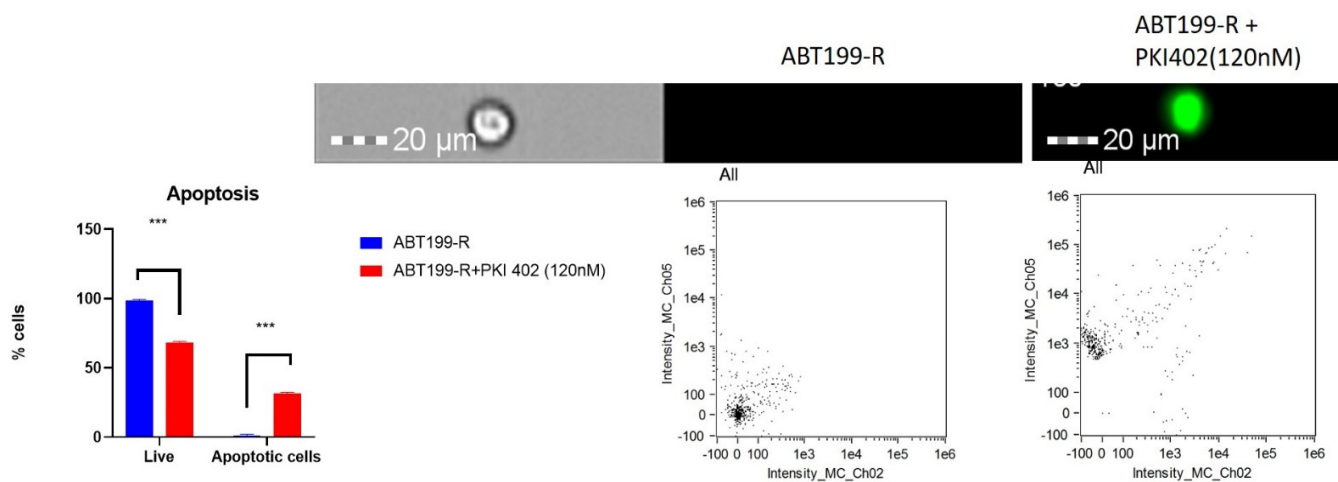 ABT199-R
ABT199-R +
PKI402(120nM)
20 µm
20 µm
Apoptosis
150
100
50
0
% cells
***
***
Live
Apoptotic cells
ABT199-R
ABT199-R+PKI 402 (120nM)
All
1e6
1e5
1e4
1e3
100
0
-100
Intensity_MC_Ch05
-100 0 100 1e3 1e4 1e5 1e6
Intensity_MC_Ch02
All
1e6
1e5
1e4
1e3
100
0
-100
Intensity_MC_Ch05
-100 0 100 1e3 1e4 1e5 1e6
Intensity_MC_Ch02